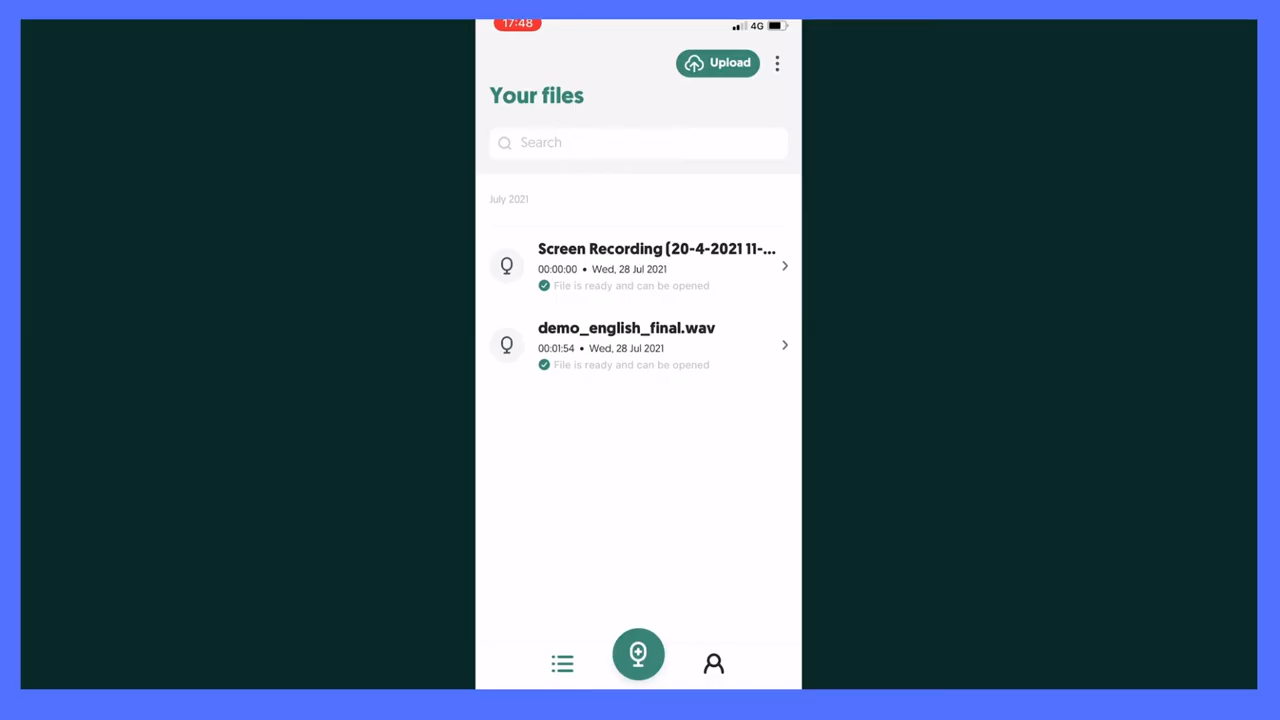 17:48
4G
Upload
Your files
Search
July 2021
Screen Recording (20-4-2021 11-...
00:00:00 • Wed, 28 Jul 2021
File is ready and can be opened
demo_english_final.wav
00:01:54 • Wed, 28 Jul 2021
File is ready and can be opened